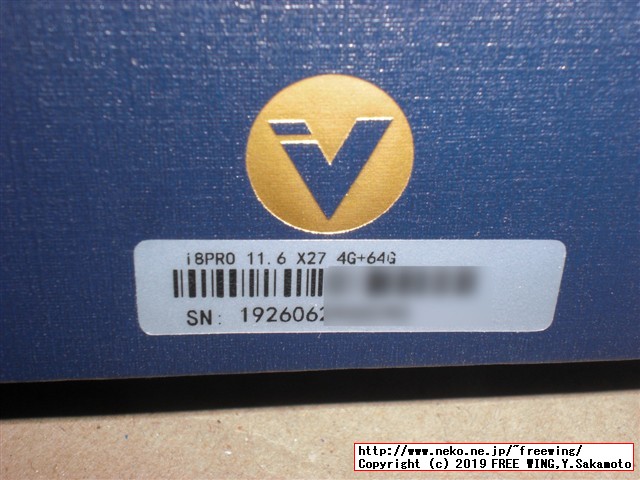 V
i8PRO 11.6 X27 4G+64G
SN: 1926062
http://www.neko.ne.jp/~freewing/
Copyright (c) 2019 FREE WING,Y.Sakamoto